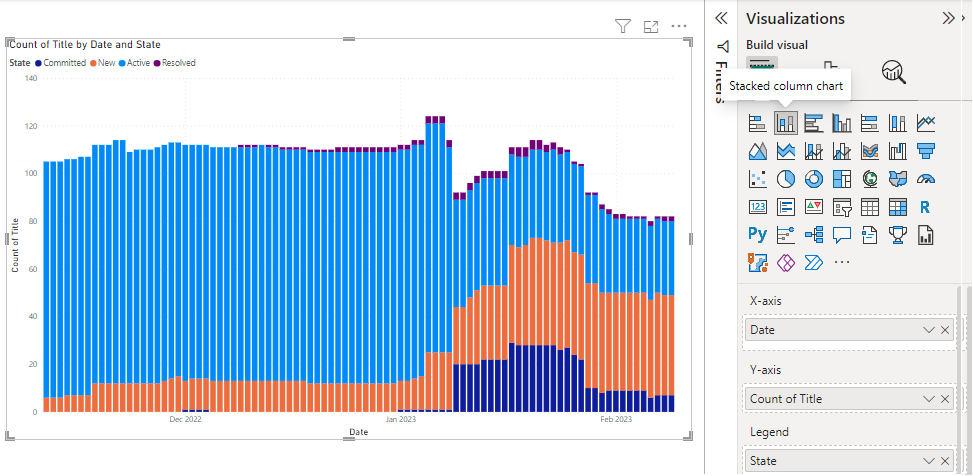 Visualizations
Build visual
Filters
Stacked column chart
Count of Title by Date and State
State Committed New Active Resolved
140
120
100
80
60
40
20
0
Count of Title
Dec 2022 Jan 2023 Feb 2023
Date
123
R
Py
X-axis
Date
Y-axis
Count of Title
Legend
State